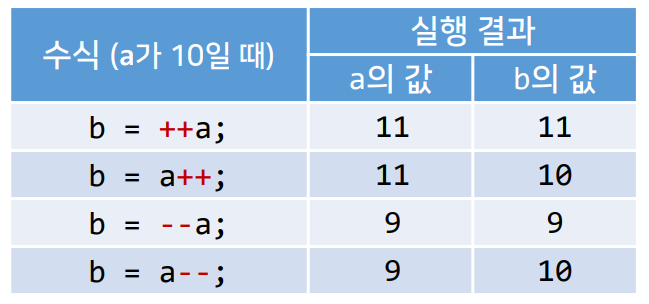 수식 (a가 10일 때) 실행 결과
a의 값 b의 값
b = ++a; 11 11
b = a++; 11 10
b = --a; 9 9
b = a--; 9 10